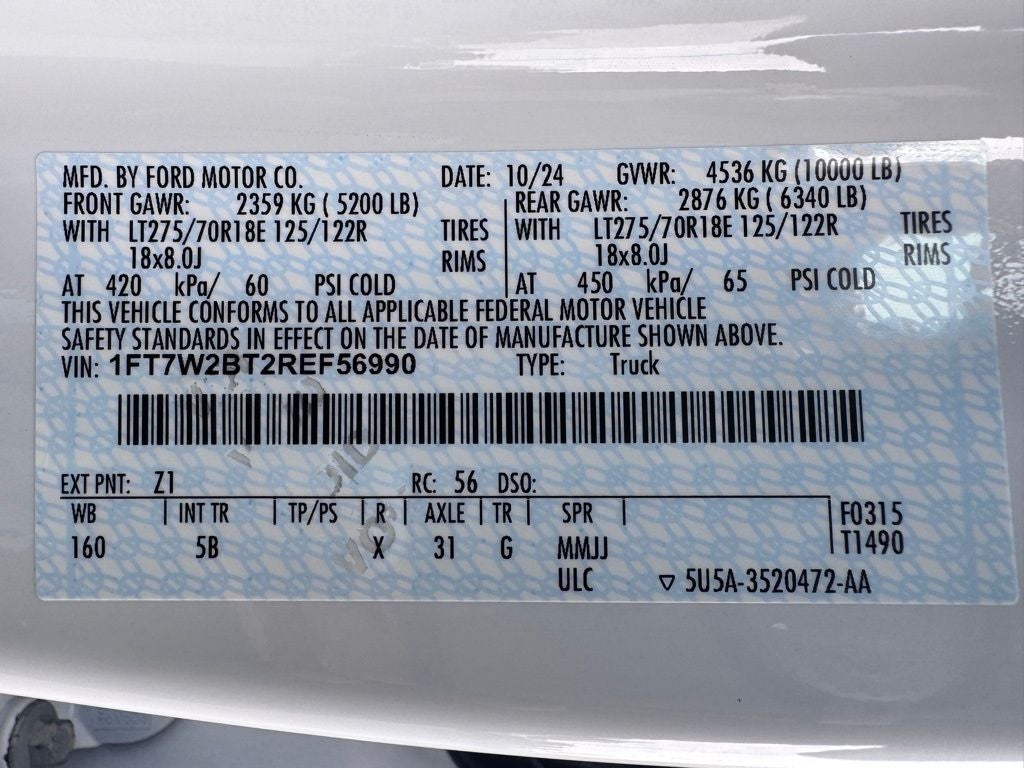 MFD. BY FORD MOTOR CO. DATE: 10/24 GVWR: 4536 KG (10000 LB)
FRONT GAWR: 2359 KG ( 5200 LB) REAR GAWR: 2876 KG ( 6340 LB)
WITH LT275/70R18E 125/122R TIRES WITH LT275/70R18E 125/122R TIRES
18x8.0J RIMS 18x8.0J RIMS
AT 420 kPa/ 60 PSI COLD AT 450 kPa/ 65 PSI COLD
THIS VEHICLE CONFORMS TO ALL APPLICABLE FEDERAL MOTOR VEHICLE
SAFETY STANDARDS IN EFFECT ON THE DATE OF MANUFACTURE SHOWN ABOVE.
VIN: 1FT7W2BT2REF56990 TYPE: Truck
EXT PNT: Z1 RC: 56 DSO:
WB INT TR TP/PS R AXLE TR SPR F0315
160 5B X 31 G MMJJ T1490
ULC ▽ 5U5A-3520472-AA